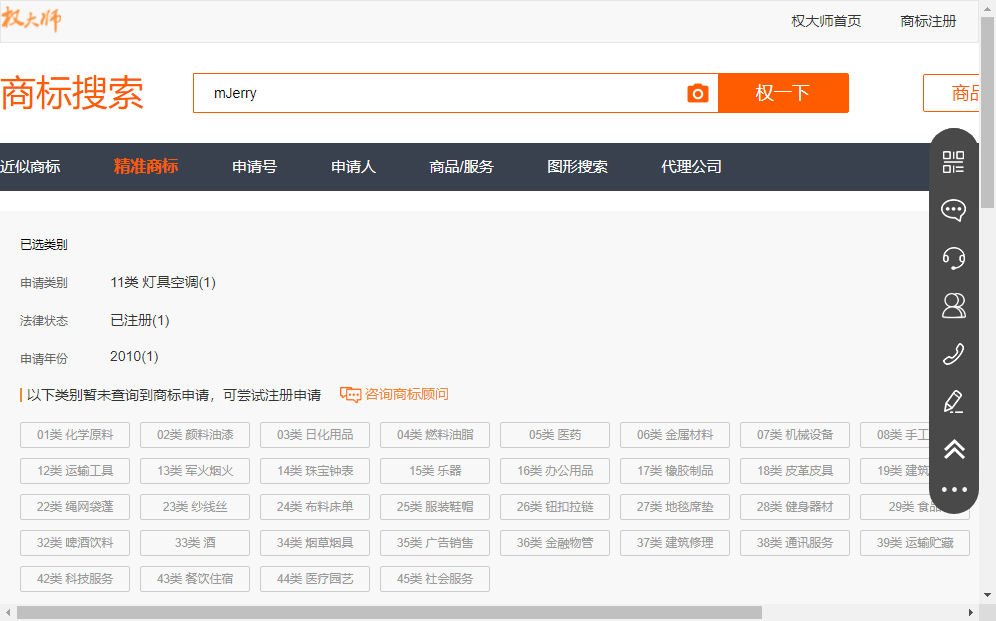 权大师 权大师首页 商标注册
商标搜索 mJerry 权一下
近似商标 精准商标 申请号 申请人 商品/服务 图形搜索 代理公司
已选类别
申请类别 11类 灯具空调(1)
法律状态 已注册(1)
申请年份 2010(1)
以下类别暂未查询到商标申请，可尝试注册申请 咨询商标顾问
01类 化学原料 02类 颜料油漆 03类 日化用品 04类 燃料油脂 05类 医药 06类 金属材料 07类 机械设备 08类 手工
12类 运输工具 13类 军火烟火 14类 珠宝钟表 15类 乐器 16类 办公用品 17类 橡胶制品 18类 皮革皮具 19类 建筑
22类 绳网袋蓬 23类 纱线丝 24类 布料床单 25类 服装鞋帽 26类 钮扣拉链 27类 地毯席垫 28类 健身器材 29类 食品
32类 啤酒饮料 33类 酒 34类 烟草烟具 35类 广告销售 36类 金融物管 37类 建筑修理 38类 通讯服务 39类 运输贮藏
42类 科技服务 43类 餐饮住宿 44类 医疗园艺 45类 社会服务